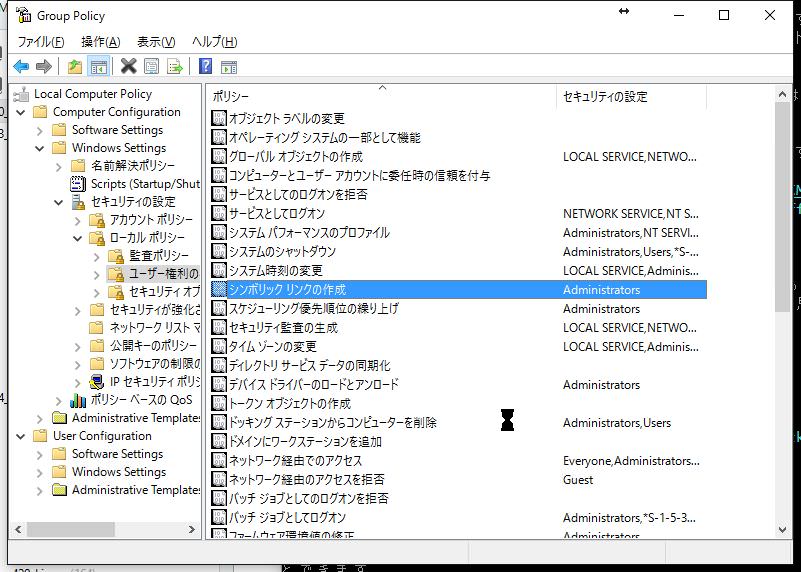 Group Policy
ファイル(F) 操作(A) 表示(V) ヘルプ(H)
Local Computer Policy
Computer Configuration
Software Settings
Windows Settings
名前解決ポリシー
Scripts (Startup/Shut
セキュリティの設定
アカウント ポリシー
ローカル ポリシー
監査ポリシー
ユーザー権利の
セキュリティ オプ
セキュリティが強化さ
ネットワーク リスト マ
公開キーのポリシー
ソフトウェアの制限の
IP セキュリティ ポリシ
ポリシー ベースの QoS
Administrative Templates
User Configuration
Software Settings
Windows Settings
Administrative Templates
ポリシー セキュリティの設定
オブジェクト ラベルの変更
オペレーティング システムの一部として機能
グローバル オブジェクトの作成 LOCAL SERVICE,NETWO...
コンピューターとユーザー アカウントに委任時の信頼を付与
サービスとしてのログオンを拒否
サービスとしてログオン NETWORK SERVICE,NT S...
システム パフォーマンスのプロファイル Administrators,NT SERVI...
システムのシャットダウン Administrators,Users,*S-...
システム時刻の変更 LOCAL SERVICE,Adminis...
シンボリック リンクの作成 Administrators
スケジューリング優先順位の繰り上げ Administrators
セキュリティ監査の生成 LOCAL SERVICE,NETWO...
タイム ゾーンの変更 LOCAL SERVICE,Adminis...
ディレクトリ サービス データの同期化
デバイス ドライバーのロードとアンロード Administrators
トークン オブジェクトの作成
ドッキング ステーションからコンピューターを削除 Administrators,Users
ドメインにワークステーションを追加
ネットワーク経由でのアクセス Everyone,Administrators...
ネットワーク経由のアクセスを拒否 Guest
バッチ ジョブとしてのログオンを拒否
バッチ ジョブとしてログオン Administrators,*S-1-5-3...
ファームウェア環境値の修正 Administrators